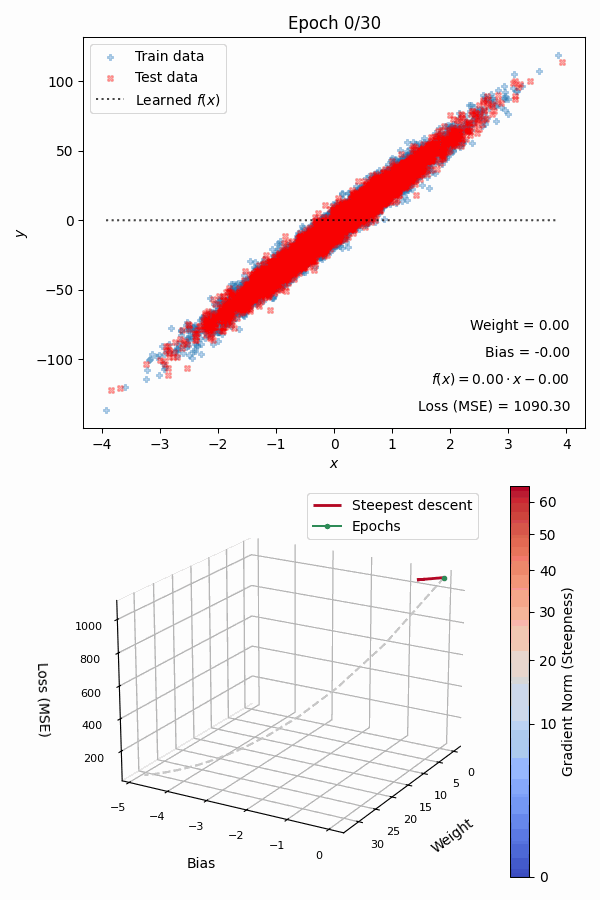 Epoch 0/30
Train data
Test data
Learned f(x)
100
50
0
−50
−100
y
Weight = 0.00
Bias = -0.00
f(x) = 0.00 · x − 0.00
Loss (MSE) = 1090.30
−4 −3 −2 −1 0 1 2 3 4
x
Steepest descent
Epochs
1000
800
600
400
200
Loss (MSE)
−5 −4 −3 −2 −1 0
Bias
0
5
10
15
20
25
30
Weight
60
50
40
30
20
10
0
Gradient Norm (Steepness)